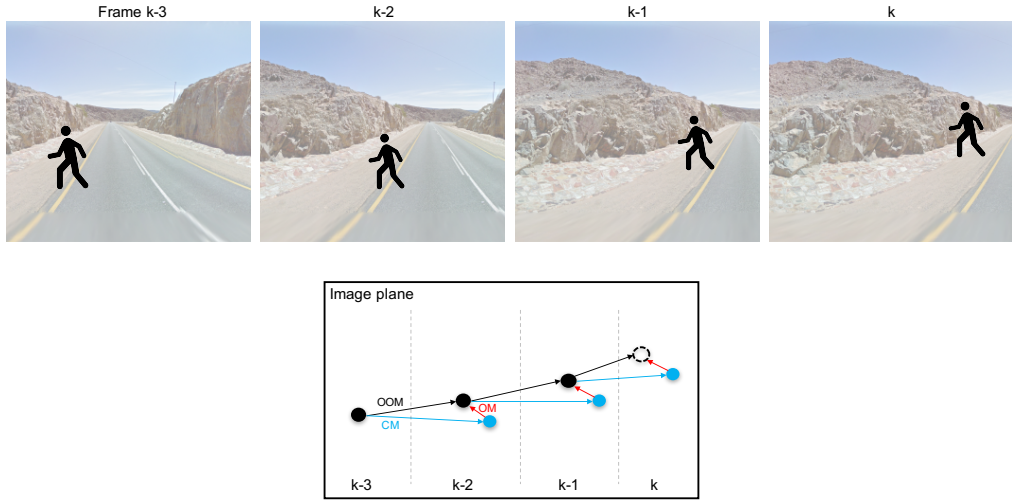 Frame k-3
k-2
k-1
k
Image plane
OOM
CM
OM
k-3
k-2
k-1
k